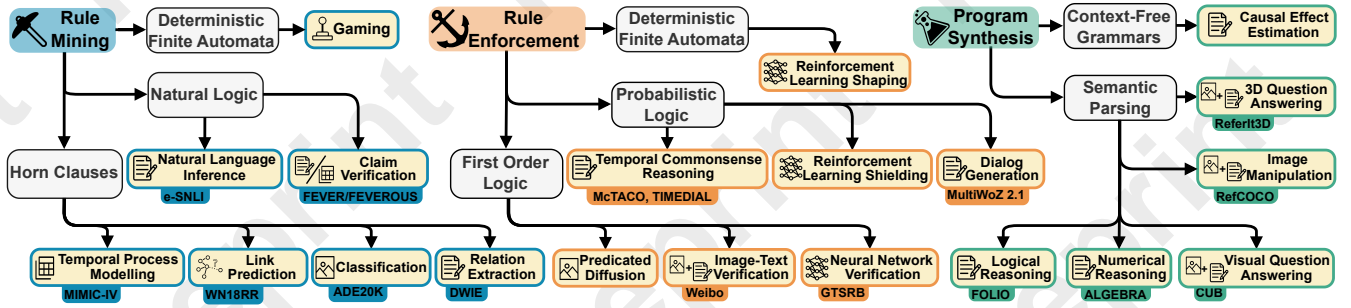 Rule
Mining
Deterministic
Finite Automata
Gaming
Natural Logic
Natural Language
Inference
e-SNLI
Claim
Verification
FEVER/FEVEROUS
Horn Clauses
Temporal Process
Modelling
MIMIC-IV
Link
Prediction
WN18RR
Classification
ADE20K
Relation
Extraction
DWIE
Rule
Enforcement
Deterministic
Finite Automata
Reinforcement
Learning Shaping
Probabilistic
Logic
Temporal Commonsense
Reasoning
McTACO, TIMEDIAL
Reinforcement
Learning Shielding
Dialog
Generation
MultiWoZ 2.1
First Order
Logic
Predicated
Diffusion
Image-Text
Verification
Weibo
Neural Network
Verification
GTSRB
Program
Synthesis
Context-Free
Grammars
Causal Effect
Estimation
Semantic
Parsing
3D Question
Answering
ReferIt3D
Image
Manipulation
RefCOCO
Logical
Reasoning
FOLIO
Numerical
Reasoning
ALGEBRA
Visual Question
Answering
CUB